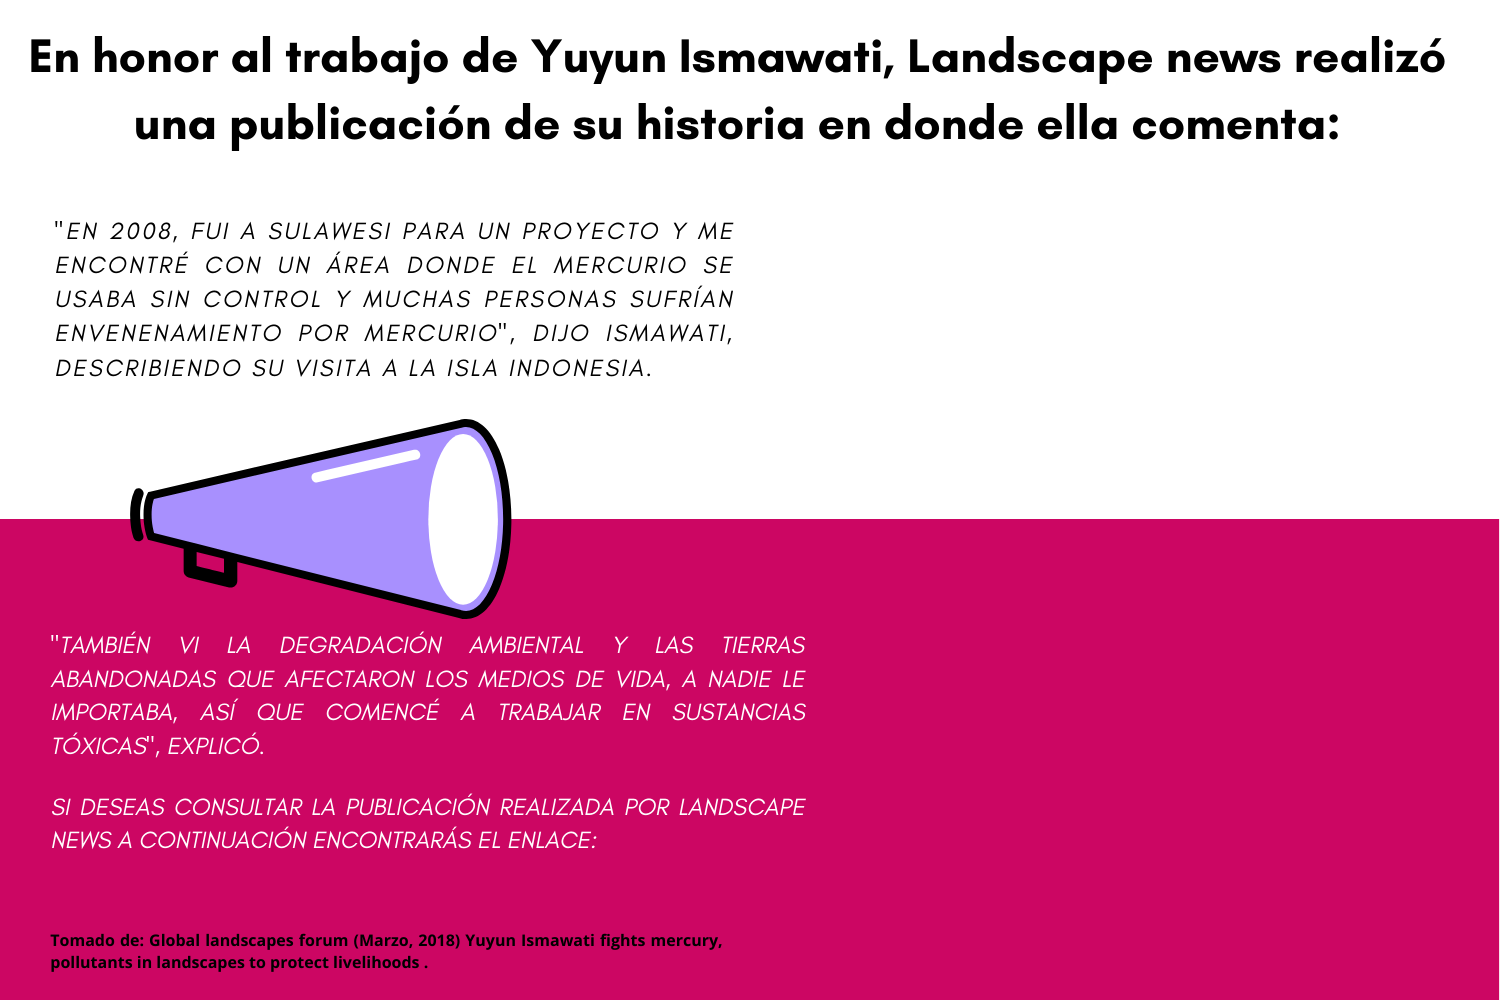 En honor al trabajo de Yuyun Ismawati, Landscape news realizó
una publicación de su historia en donde ella comenta:
"EN 2008, FUI A SULAWESI PARA UN PROYECTO Y ME
ENCONTRÉ CON UN ÁREA DONDE EL MERCURIO SE
USABA SIN CONTROL Y MUCHAS PERSONAS SUFRÍAN
ENVENENAMIENTO POR MERCURIO", DIJO ISMAWATI,
DESCRIBIENDO SU VISITA A LA ISLA INDONESIA.
"TAMBIÉN VI LA DEGRADACIÓN AMBIENTAL Y LAS TIERRAS
ABANDONADAS QUE AFECTARON LOS MEDIOS DE VIDA, A NADIE LE
IMPORTABA, ASÍ QUE COMENCÉ A TRABAJAR EN SUSTANCIAS
TÓXICAS", EXPLICÓ.
SI DESEAS CONSULTAR LA PUBLICACIÓN REALIZADA POR LANDSCAPE
NEWS A CONTINUACIÓN ENCONTRARÁS EL ENLACE:
Tomado de: Global landscapes forum (Marzo, 2018) Yuyun Ismawati fights mercury,
pollutants in landscapes to protect livelihoods .